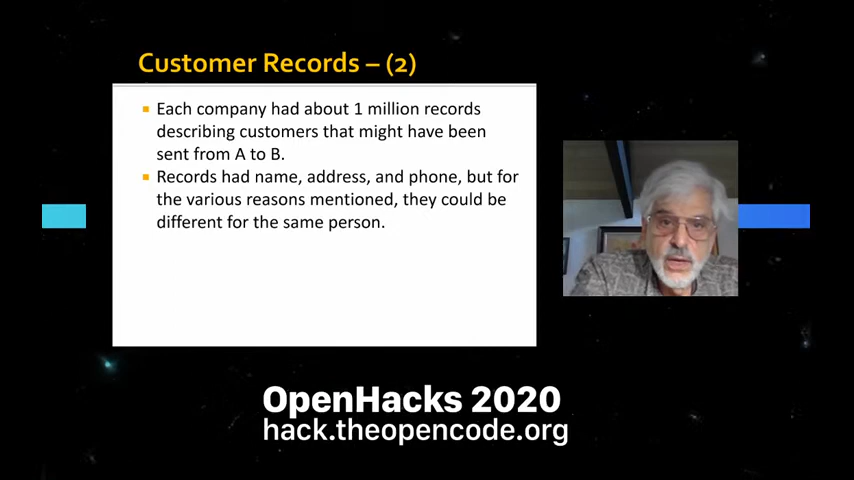 Customer Records – (2)
Each company had about 1 million records
describing customers that might have been
sent from A to B.
Records had name, address, and phone, but for
the various reasons mentioned, they could be
different for the same person.
OpenHacks 2020
hack.theopencode.org